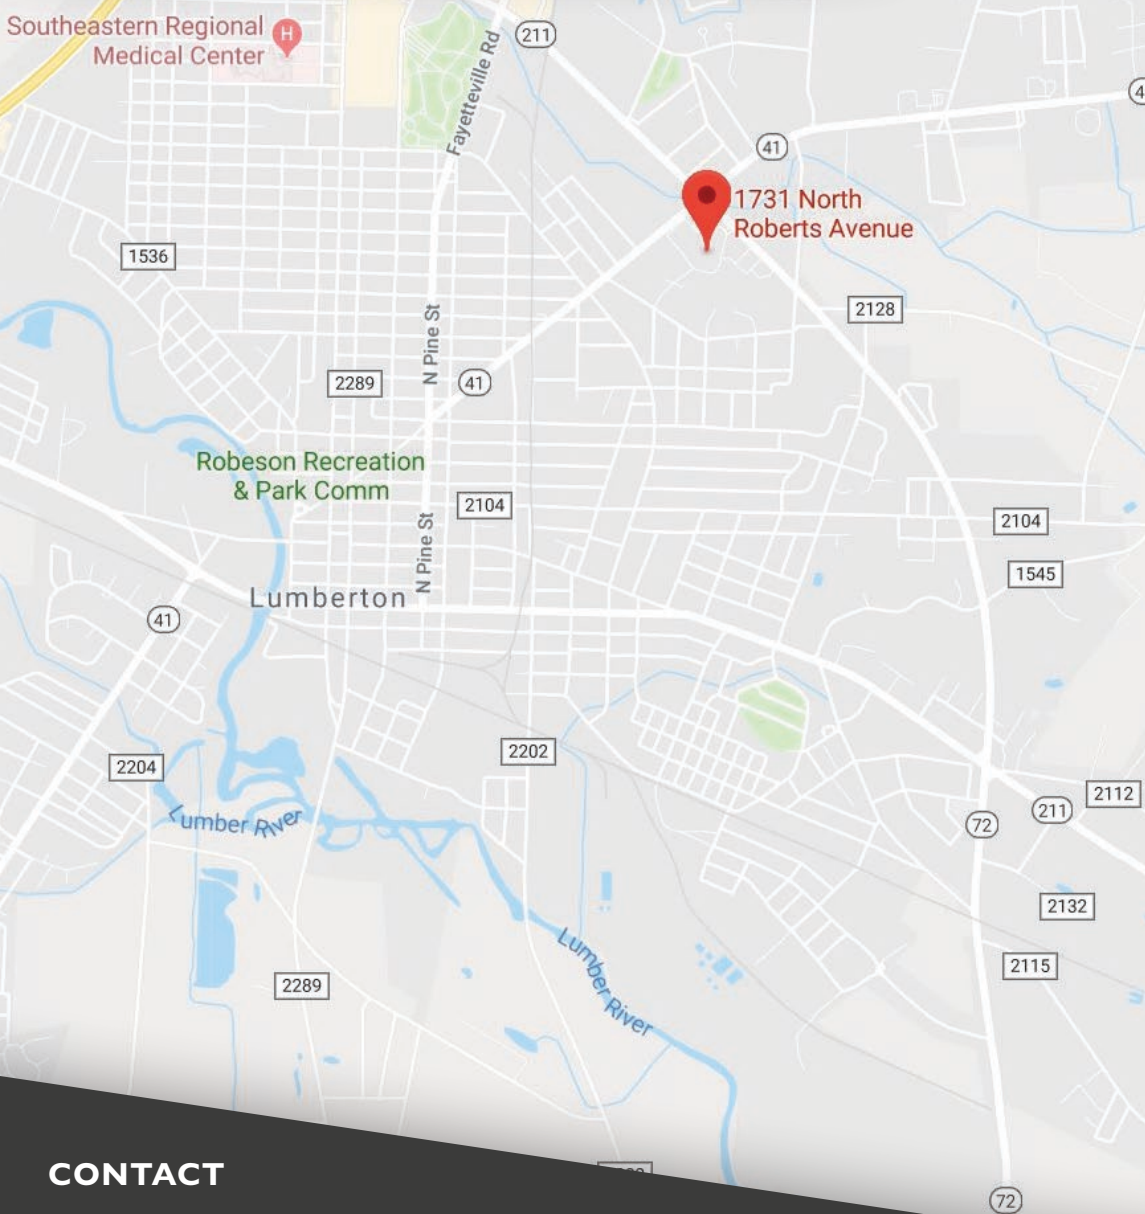 Southeastern Regional
Medical Center
H
211
Fayetteville Rd
4
41
1731 North
Roberts Avenue
1536
2128
N Pine St
2289
41
Robeson Recreation
& Park Comm
2104
2104
N Pine St
1545
Lumberton
41
2202
2204
2112
211
72
Lumber River
2132
Lumber River
2115
2289
CONTACT
72